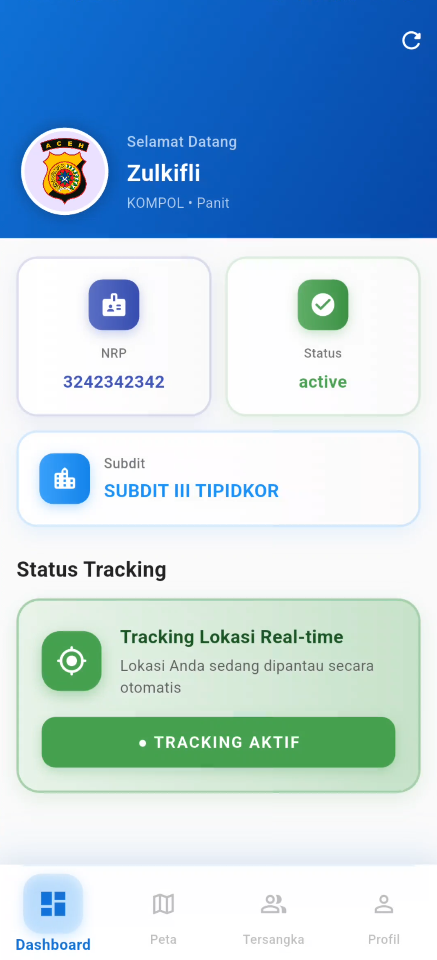 ACEH
Selamat Datang
Zulkifli
KOMPOL • Panit
NRP
3242342342
Status
active
Subdit
SUBDIT III TIPIDKOR
Status Tracking
Tracking Lokasi Real-time
Lokasi Anda sedang dipantau secara
otomatis
● TRACKING AKTIF
Dashboard
Peta
Tersangka
Profil